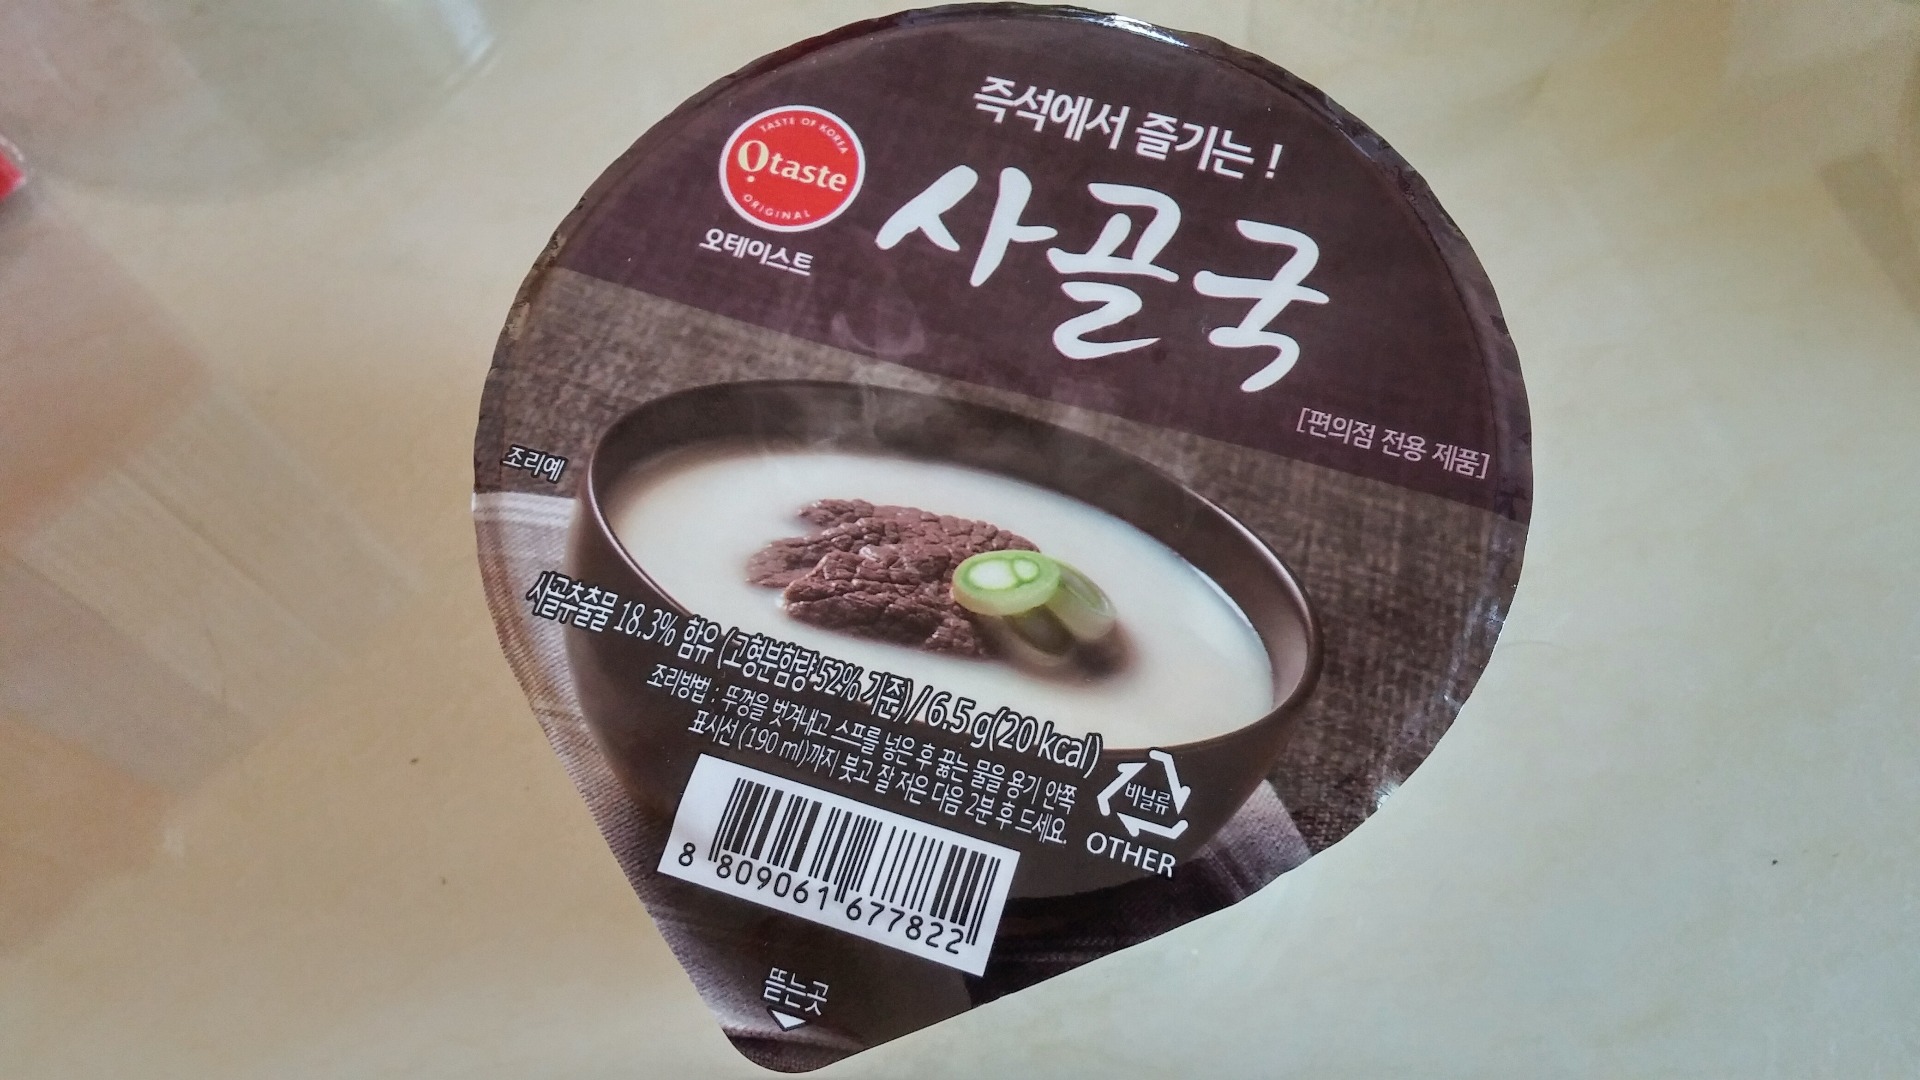 즉석에서 즐기는!
TASTE OF KOREA
Otaste
ORIGINAL
오테이스트
사골국
[편의점 전용 제품]
조리예
사골추출물 18.3% 함유 (고형분함량 52% 기준) / 6.5 g(20 kcal)
조리방법 : 뚜껑을 벗겨내고 스프를 넣은 후 끓는 물을 용기 안쪽
표시선 (190 ml)까지 붓고 잘 저은 다음 2분 후 드세요.
비닐류
OTHER
8 809061 677822
뜯는곳